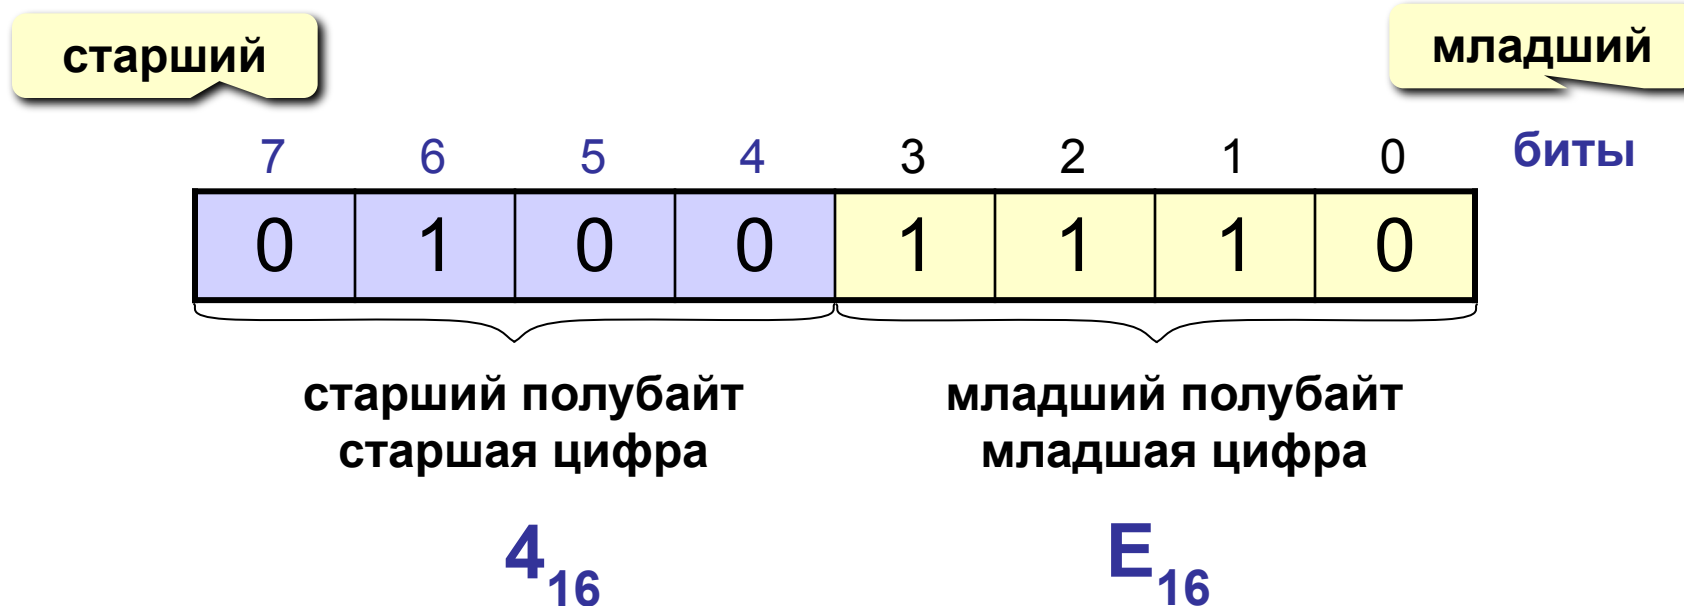 старший
младший
7 6 5 4 3 2 1 0 биты
0 1 0 0 1 1 1 0
старший полубайт
старшая цифра
младший полубайт
младшая цифра
4₁₆
E₁₆